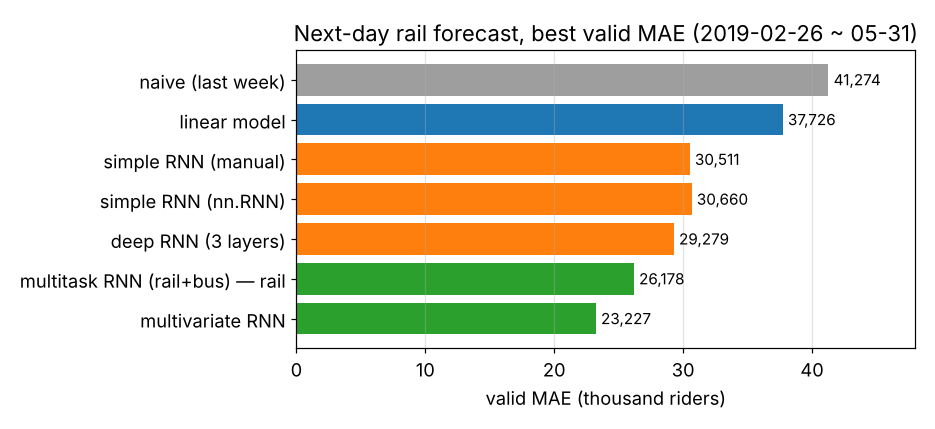 Next-day rail forecast, best valid MAE (2019-02-26 ~ 05-31)
naive (last week) 41,274
linear model 37,726
simple RNN (manual) 30,511
simple RNN (nn.RNN) 30,660
deep RNN (3 layers) 29,279
multitask RNN (rail+bus) — rail 26,178
multivariate RNN 23,227
0 10 20 30 40
valid MAE (thousand riders)